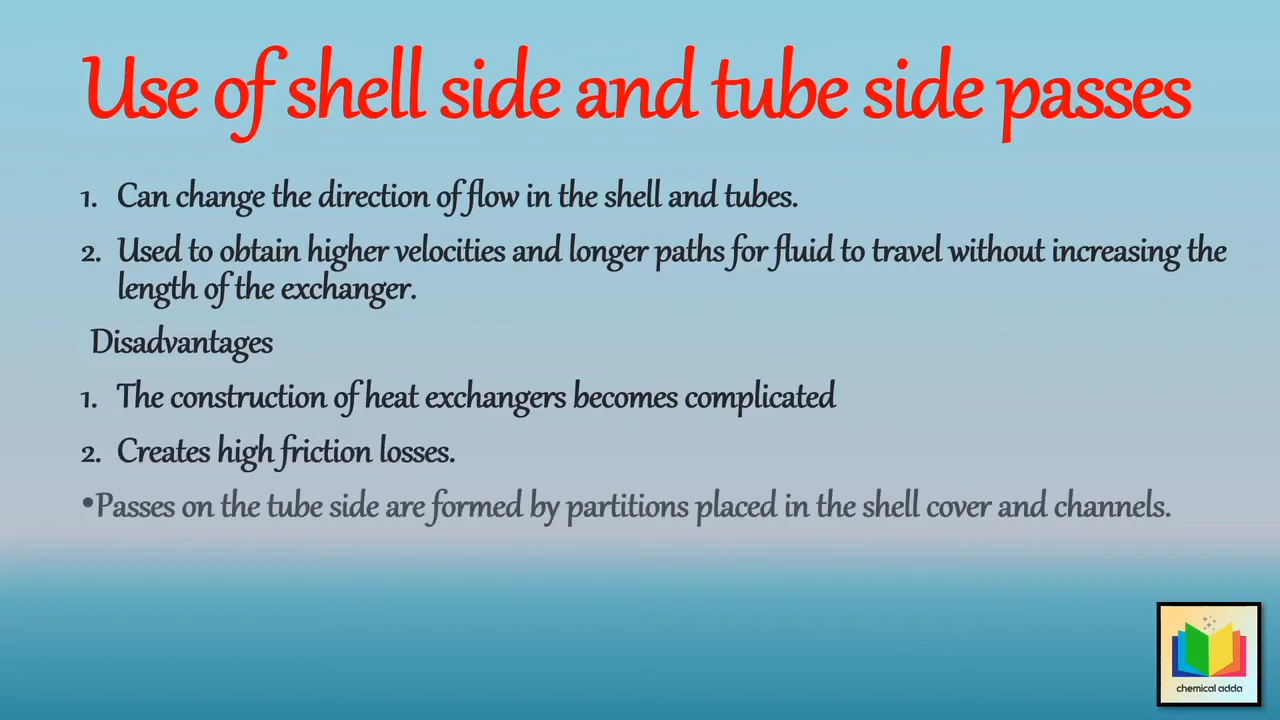 Use of shell side and tube side passes
1. Can change the direction of flow in the shell and tubes.
2. Used to obtain higher velocities and longer paths for fluid to travel without increasing the
length of the exchanger.
Disadvantages
1. The construction of heat exchangers becomes complicated
2. Creates high friction losses.
•Passes on the tube side are formed by partitions placed in the shell cover and channels.
chemical adda